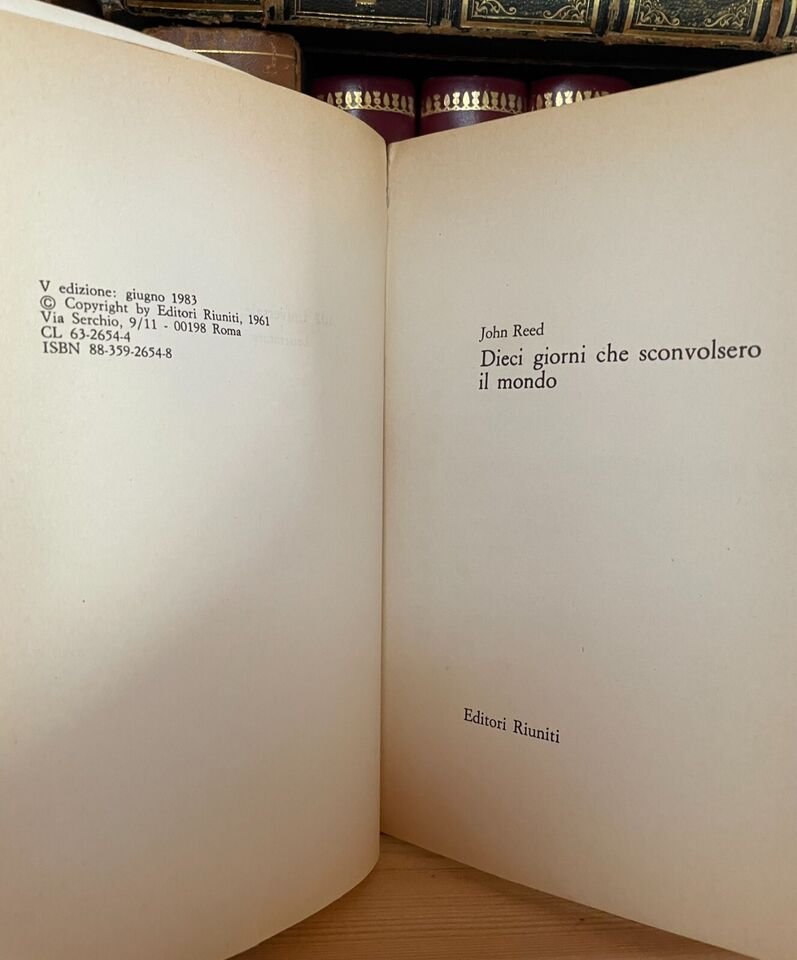 V edizione: giugno 1983
© Copyright by Editori Riuniti, 1961
Via Serchio, 9/11 - 00198 Roma
CL 63-2654-4
ISBN 88-359-2654-8
John Reed
Dieci giorni che sconvolsero
il mondo
Editori Riuniti